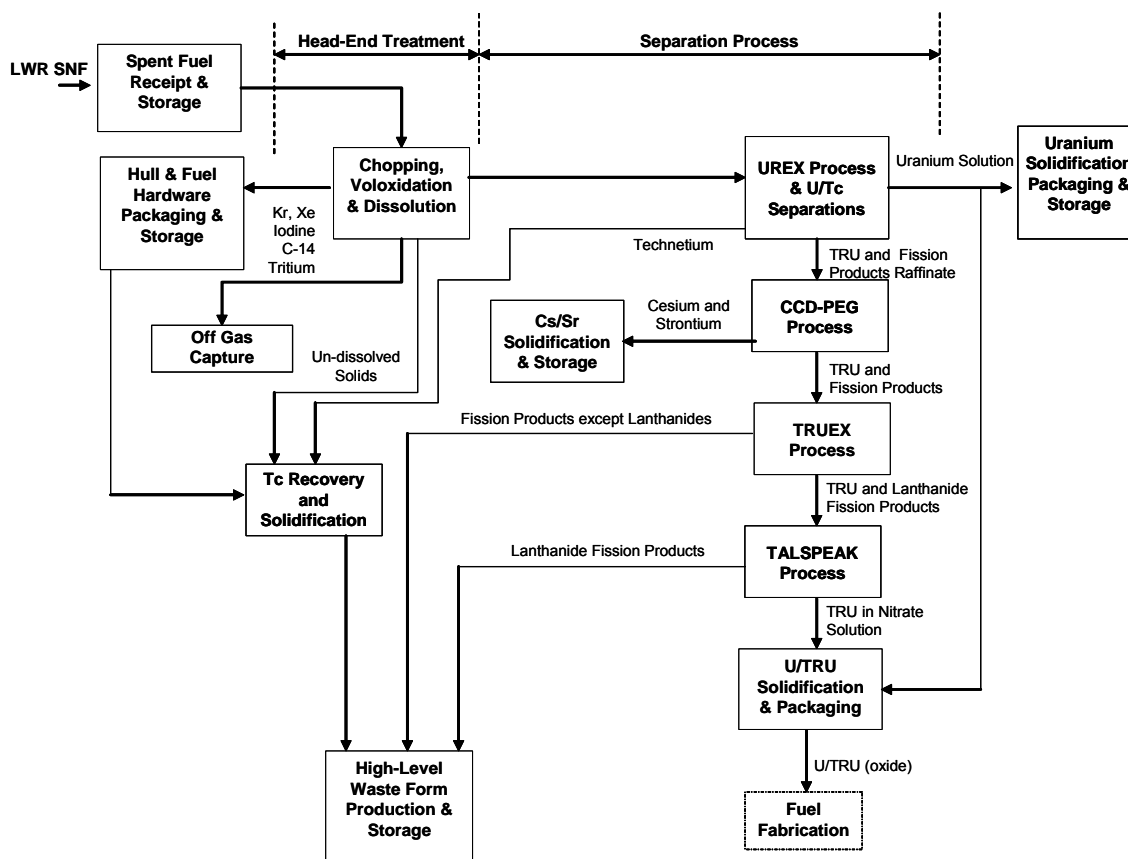 Head-End Treatment
Separation Process
LWR SNF
Spent Fuel
Receipt &
Storage
Hull & Fuel
Hardware
Packaging &
Storage
Chopping,
Voloxidation
& Dissolution
UREX Process
& U/Tc
Separations
Uranium Solution
Uranium
Solidification
Packaging &
Storage
Kr, Xe
Iodine
C-14
Tritium
Technetium
TRU and Fission
Products Raffinate
Off Gas
Capture
Un-dissolved
Solids
Cs/Sr
Solidification
& Storage
Cesium and
Strontium
CCD-PEG
Process
TRU and
Fission Products
Fission Products except Lanthanides
TRUEX
Process
Tc Recovery
and
Solidification
TRU and Lanthanide
Fission Products
Lanthanide Fission Products
TALSPEAK
Process
TRU in Nitrate
Solution
U/TRU
Solidification
& Packaging
High-Level
Waste Form
Production &
Storage
U/TRU (oxide)
Fuel
Fabrication